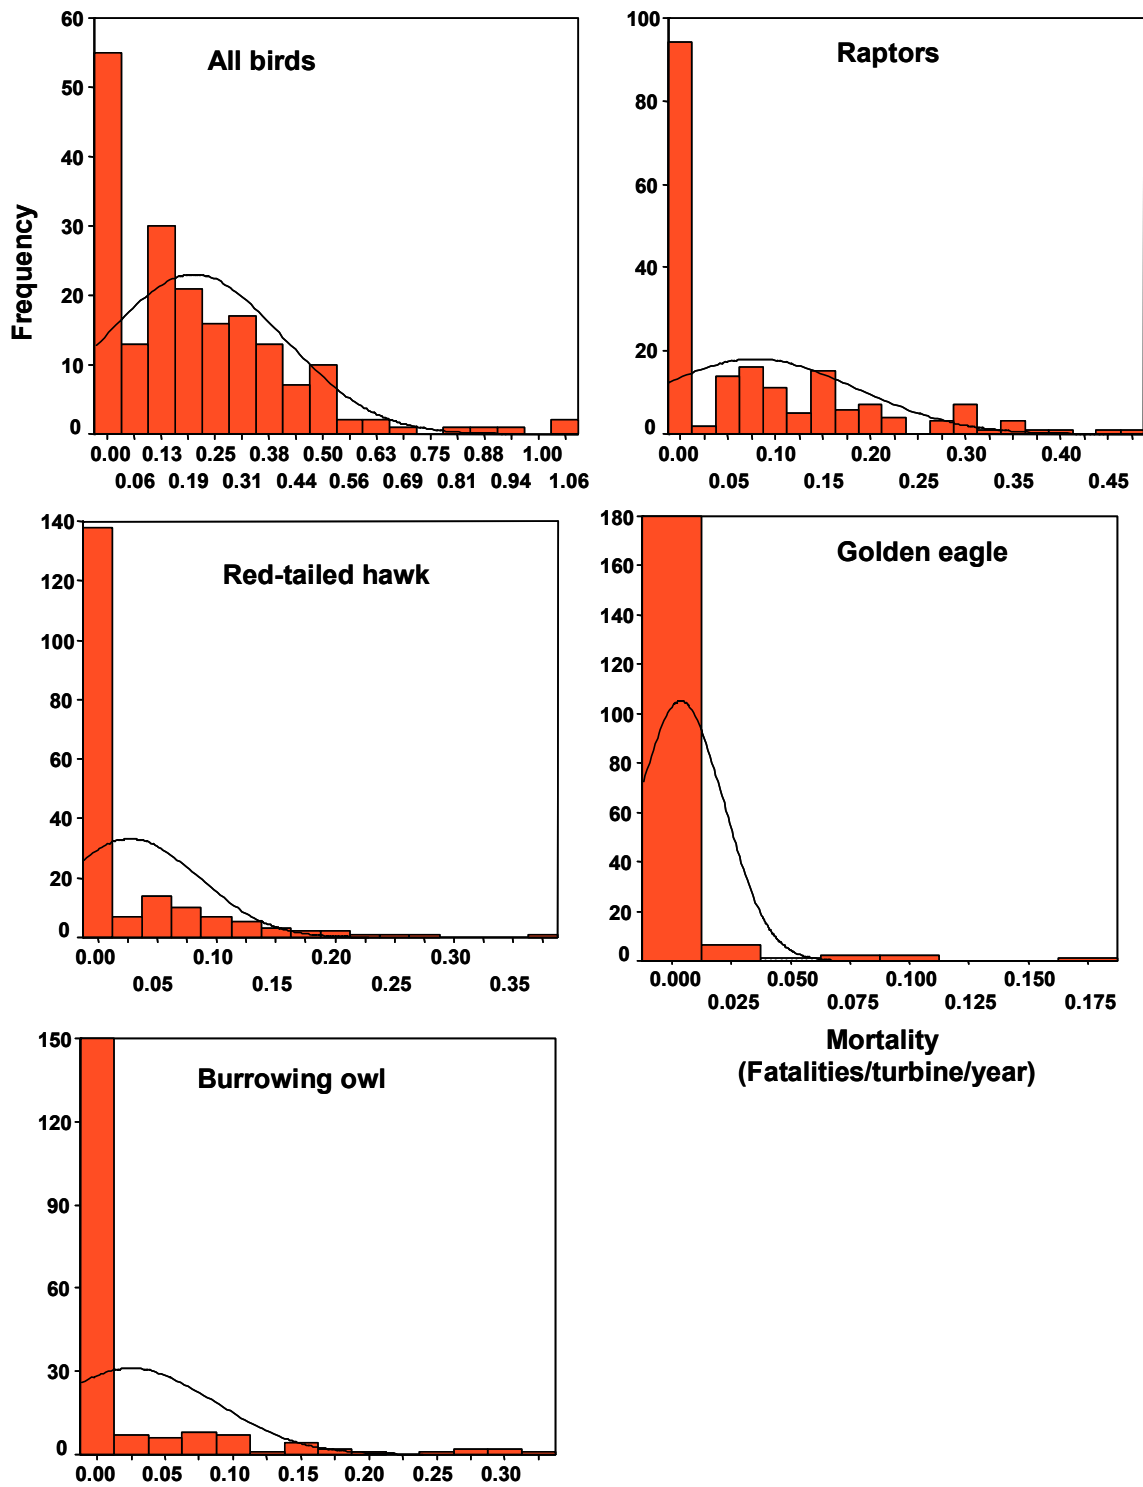 All birds
Frequency
60
50
40
30
20
10
0
0.00 0.13 0.25 0.38 0.50 0.63 0.75 0.88 1.00
0.06 0.19 0.31 0.44 0.56 0.69 0.81 0.94 1.06
Raptors
100
80
60
40
20
0
0.00 0.10 0.20 0.30 0.40
0.05 0.15 0.25 0.35 0.45
Red-tailed hawk
140
120
100
80
60
40
20
0
0.00 0.10 0.20 0.30
0.05 0.15 0.25 0.35
Golden eagle
180
160
140
120
100
80
60
40
20
0
0.000 0.050 0.100 0.150
0.025 0.075 0.125 0.175
Mortality
(Fatalities/turbine/year)
Burrowing owl
150
120
90
60
30
0
0.00 0.05 0.10 0.15 0.20 0.25 0.30